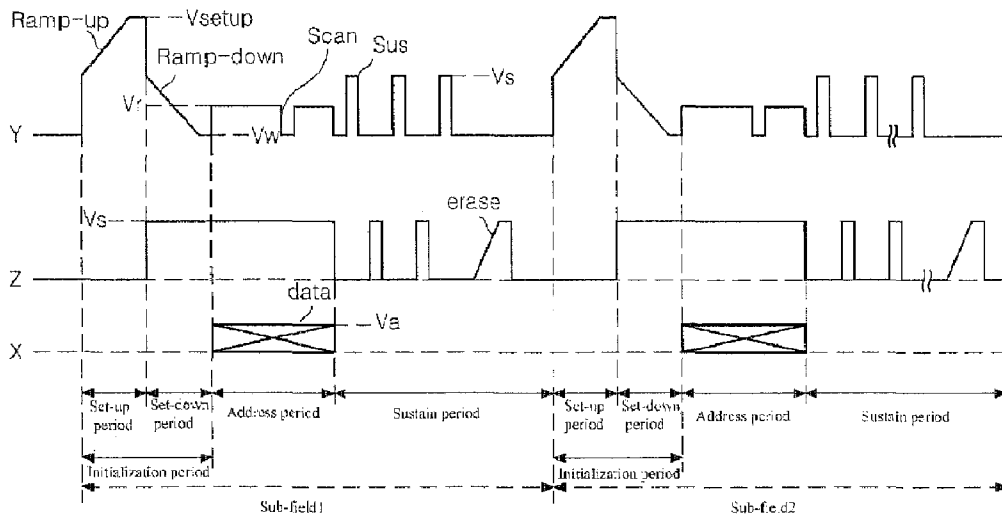 Ramp-up
Vsetup
Ramp-down
Scan
Sus
Vs
Vr
Vw
Y
Vs
erase
Z
data
Va
X
Set-up period
Set-down period
Address period
Sustain period
Set-up period
Set-down period
Address period
Sustain period
Initialization period
Initialization period
Sub-field1
Sub-field2